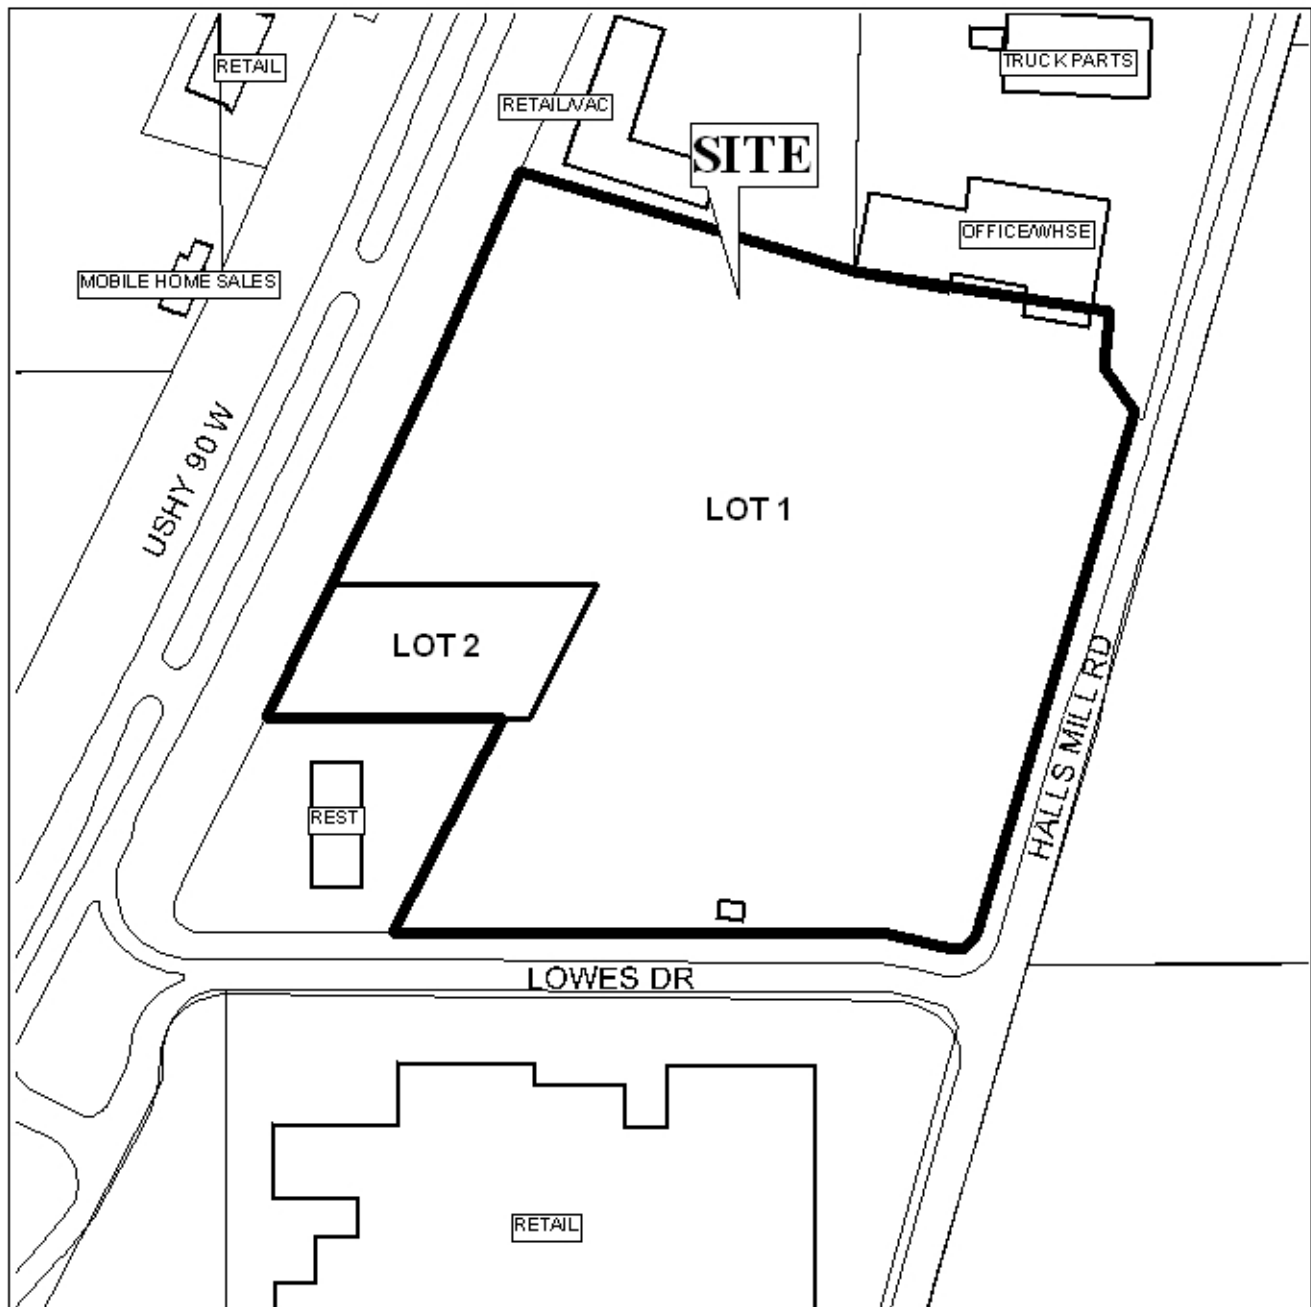 TRUCK PARTS
RETAIL
RETAIL/VAC
SITE
OFFICE/WHSE
MOBILE HOME SALES
USHY 90 W
LOT 1
LOT 2
HALLS MILL RD
REST
LOWES DR
RETAIL